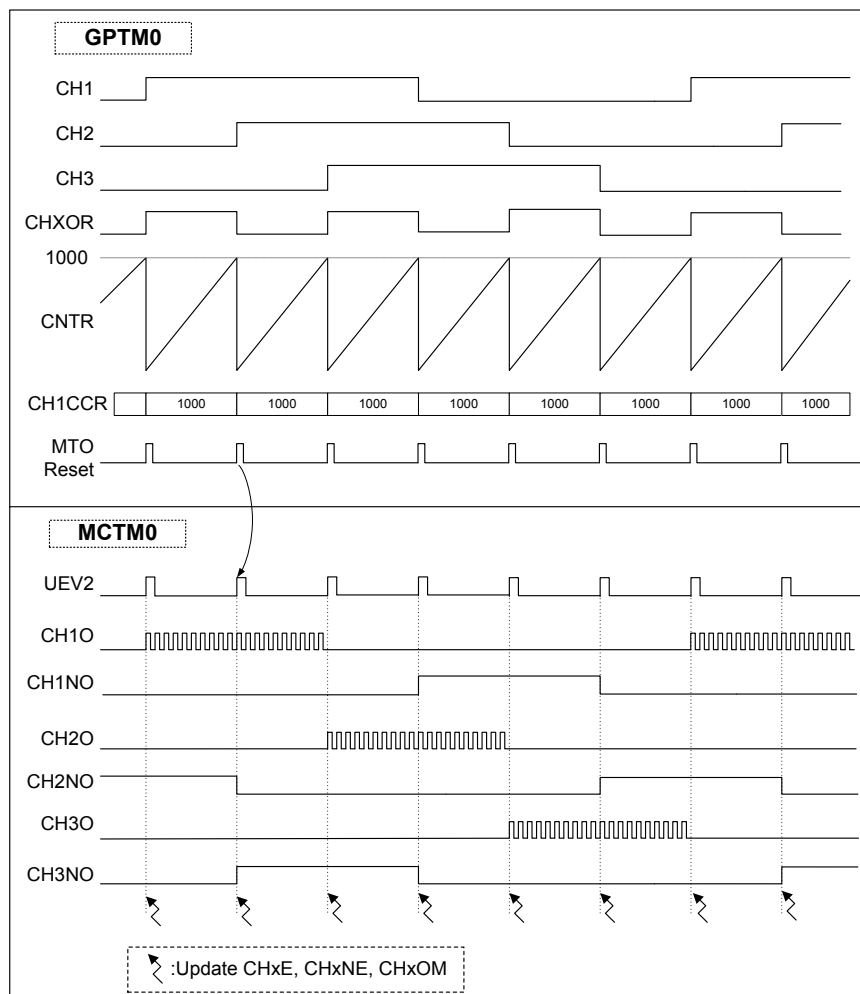 GPTM0
CH1
CH2
CH3
CHXOR
1000
CNTR
CH1CCR 1000 1000 1000 1000 1000 1000 1000 1000
MTO
Reset
MCTM0
UEV2
CH1O
CH1NO
CH2O
CH2NO
CH3O
CH3NO
:Update CHxE, CHxNE, CHxOM